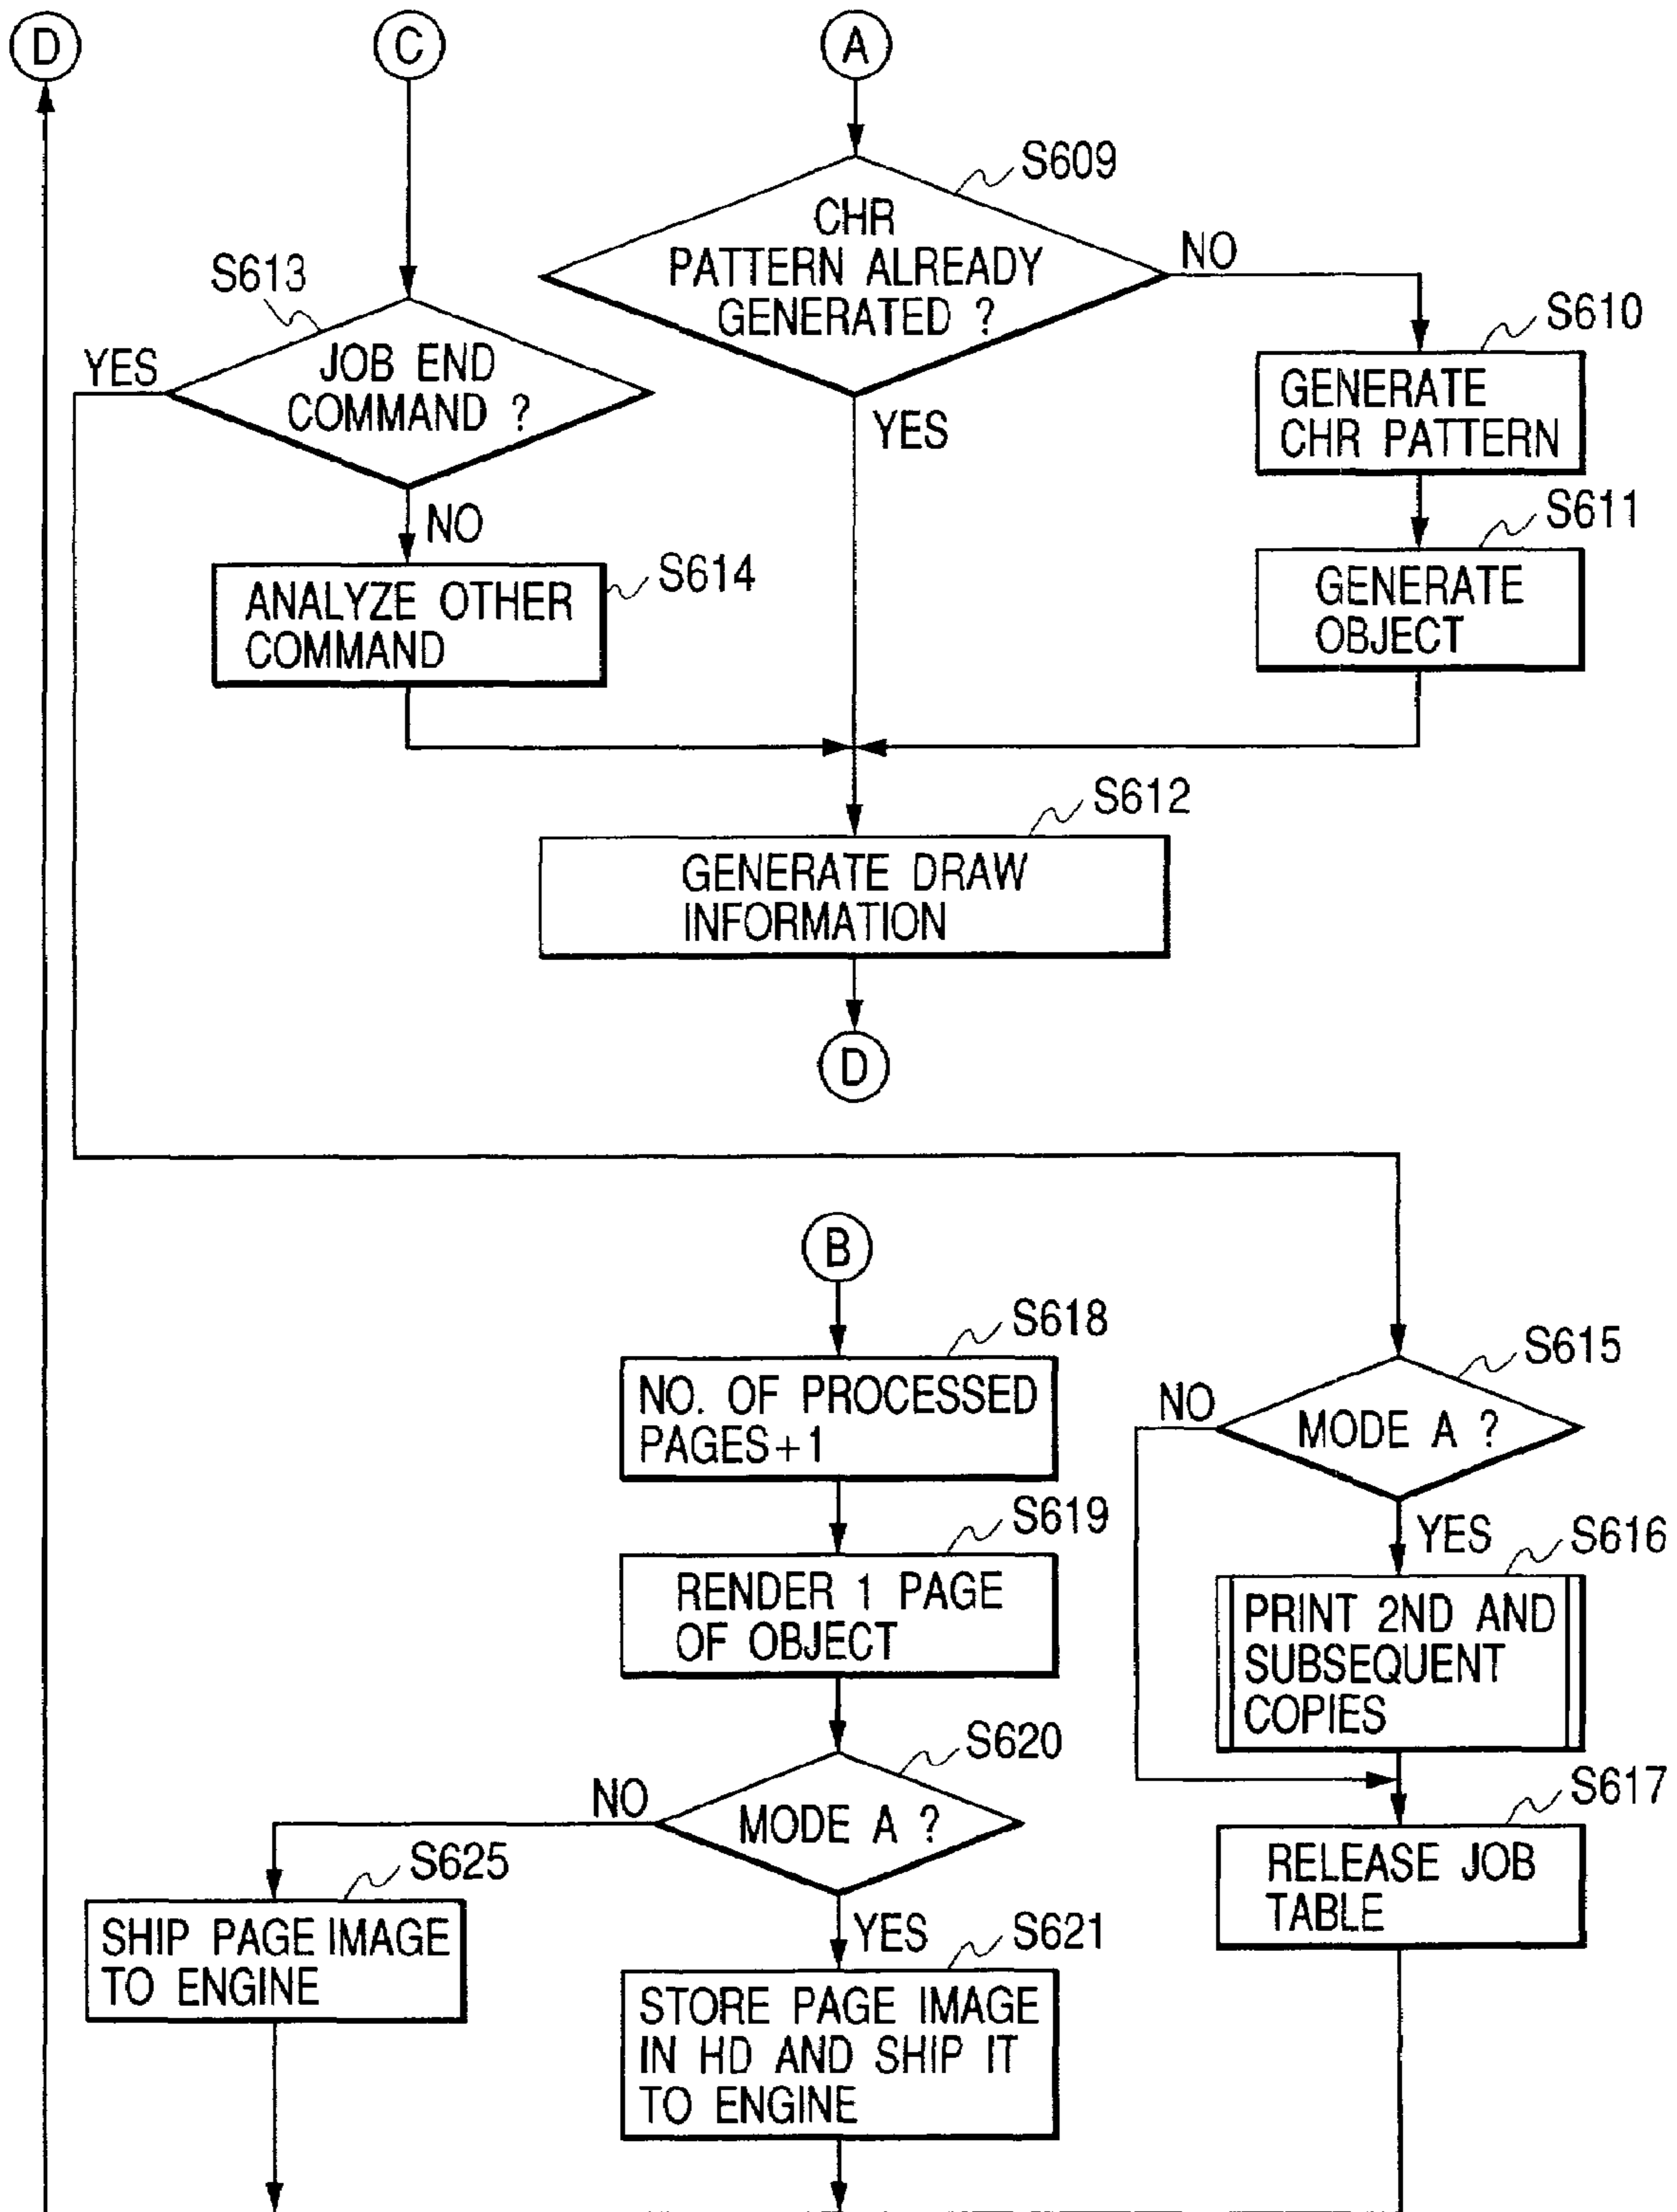 D
C
A
S609
CHR
PATTERN ALREADY
GENERATED ?
NO
YES
S613
JOB END
COMMAND ?
YES
NO
S610
GENERATE
CHR PATTERN
S611
GENERATE
OBJECT
S614
ANALYZE OTHER
COMMAND
S612
GENERATE DRAW
INFORMATION
D
B
S618
NO. OF PROCESSED
PAGES+1
S619
RENDER 1 PAGE
OF OBJECT
S620
MODE A ?
NO
YES
S625
SHIP PAGE IMAGE
TO ENGINE
S621
STORE PAGE IMAGE
IN HD AND SHIP IT
TO ENGINE
S615
MODE A ?
NO
YES
S616
PRINT 2ND AND
SUBSEQUENT
COPIES
S617
RELEASE JOB
TABLE